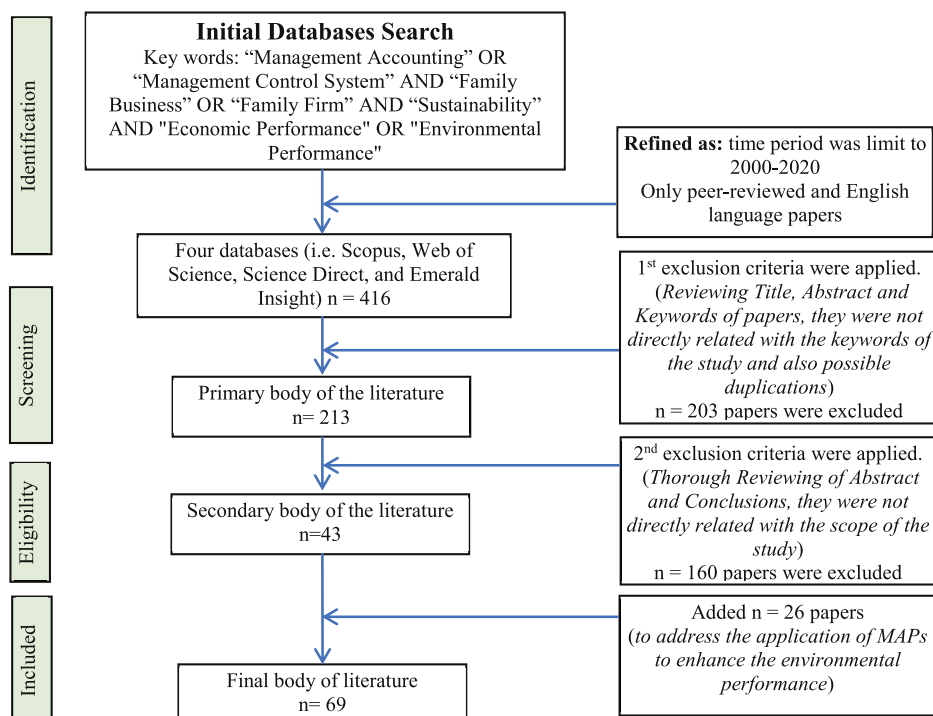 Identification
Initial Databases Search
Key words: “Management Accounting” OR
“Management Control System” AND “Family
Business” OR “Family Firm” AND “Sustainability”
AND "Economic Performance" OR "Environmental
Performance"
Refined as: time period was limit to
2000-2020
Only peer-reviewed and English
language papers
Four databases (i.e. Scopus, Web of
Science, Science Direct, and Emerald
Insight) n = 416
Screening
1st exclusion criteria were applied.
(Reviewing Title, Abstract and
Keywords of papers, they were not
directly related with the keywords of
the study and also possible
duplications)
n = 203 papers were excluded
Primary body of the literature
n= 213
Eligibility
2nd exclusion criteria were applied.
(Thorough Reviewing of Abstract
and Conclusions, they were not
directly related with the scope of the
study)
n = 160 papers were excluded
Secondary body of the literature
n=43
Included
Added n = 26 papers
(to address the application of MAPs
to enhance the environmental
performance)
Final body of literature
n= 69